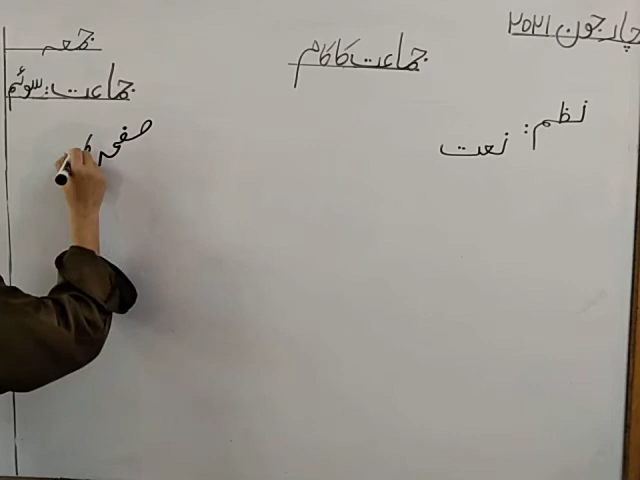 چار جون ۲۰۲۱
جماعت کا کام
جمعہ
جماعت: سوئم
نظم: نعت
صفحہ